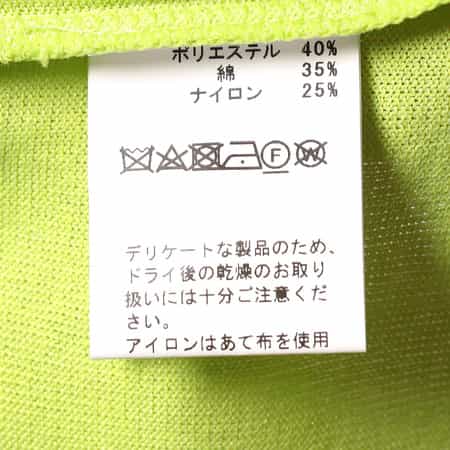 ポリエステル 40%
綿 35%
ナイロン 25%
F W
デリケートな製品のため、
ドライ後の乾燥のお取り
扱いには十分ご注意くだ
さい。
アイロンはあて布を使用